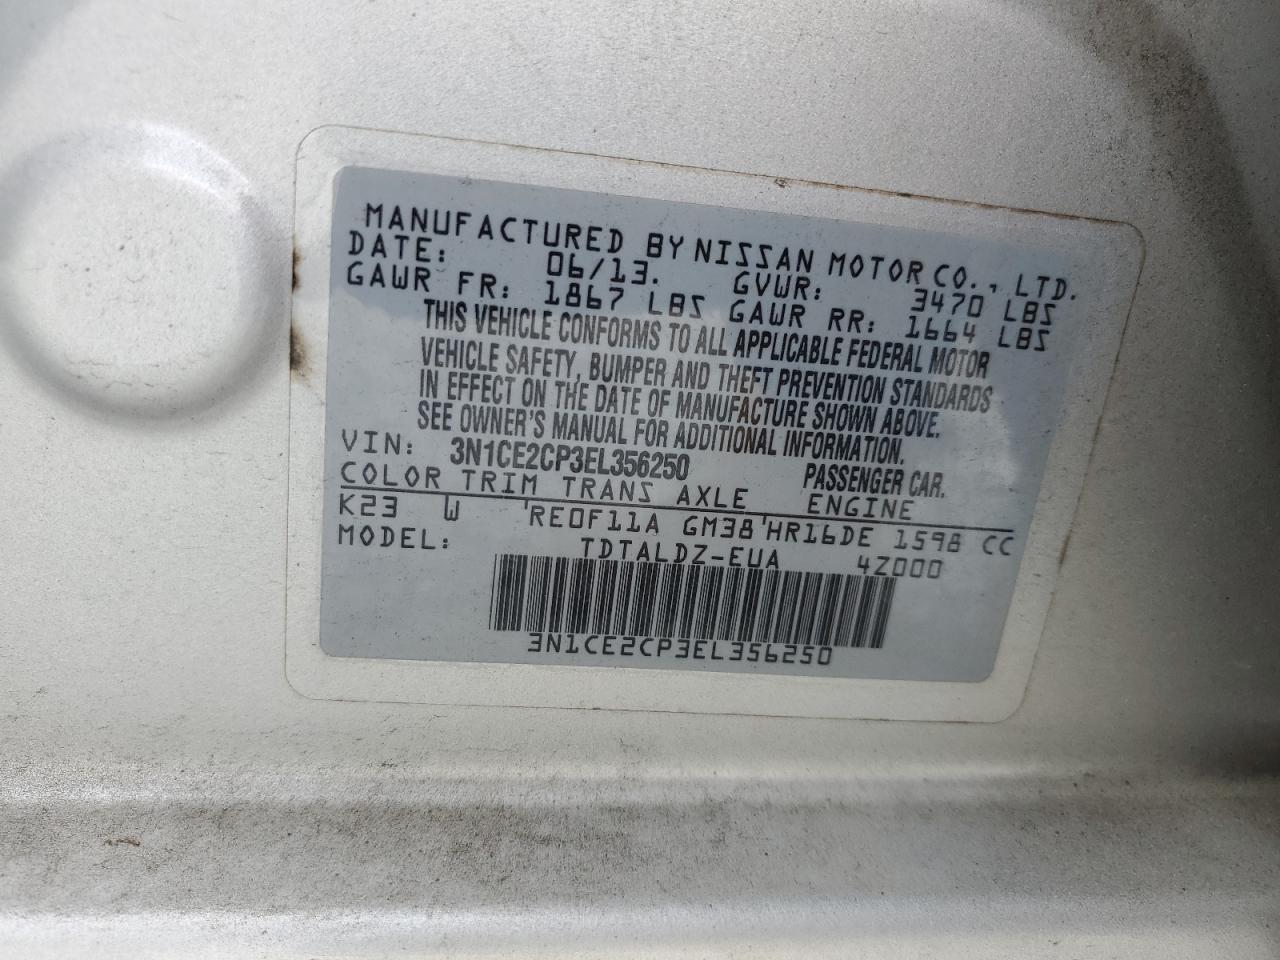 MANUFACTURED BY NISSAN MOTOR CO., LTD.
DATE: 06/13. GVWR: 3470 LBS
GAWR FR: 1867 LBS GAWR RR: 1664 LBS
THIS VEHICLE CONFORMS TO ALL APPLICABLE FEDERAL MOTOR
VEHICLE SAFETY, BUMPER AND THEFT PREVENTION STANDARDS
IN EFFECT ON THE DATE OF MANUFACTURE SHOWN ABOVE.
SEE OWNER'S MANUAL FOR ADDITIONAL INFORMATION.
VIN: 3N1CE2CP3EL356250 PASSENGER CAR.
COLOR TRIM TRANS AXLE ENGINE
K23 W 'RE0F11A GM38'HR16DE 1598 CC
MODEL: TDTALDZ-EUA 4Z000
3N1CE2CP3EL356250